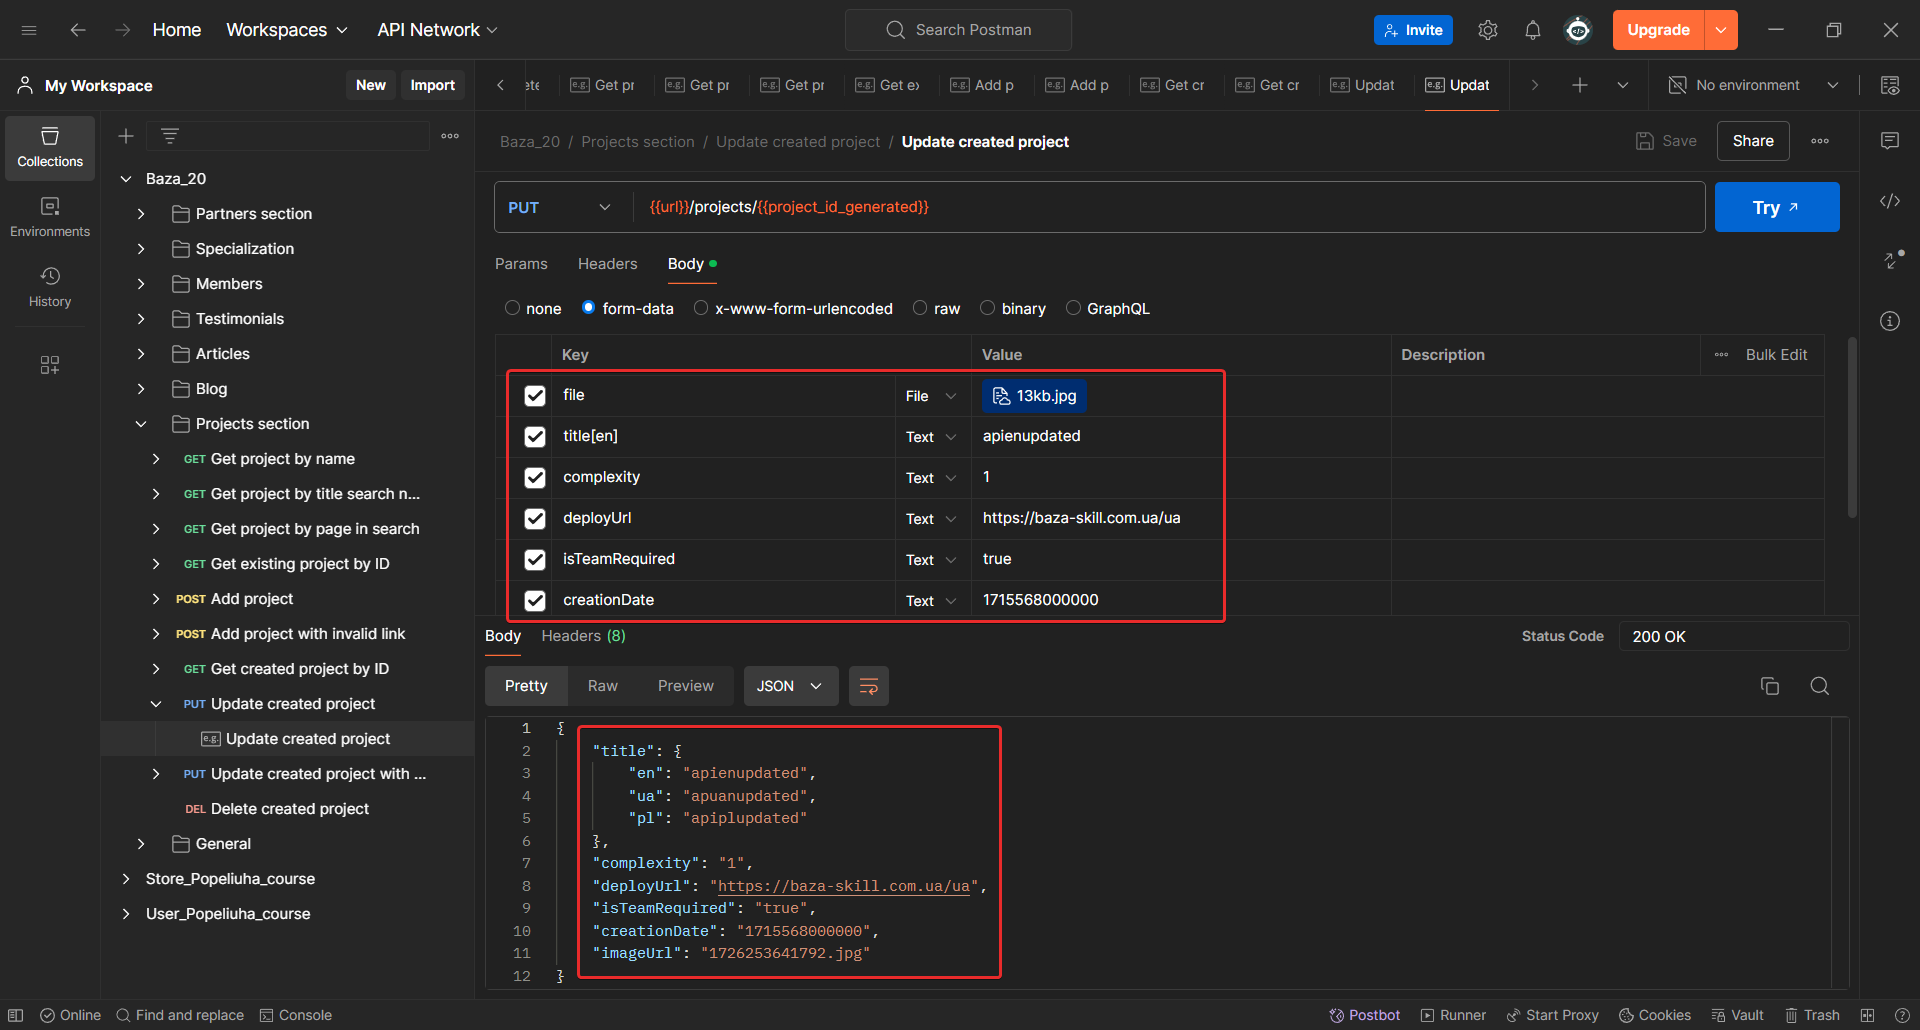 Home Workspaces API Network Search Postman Invite Upgrade
My Workspace New Import ete e.g. Get pr e.g. Get pr e.g. Get pr e.g. Get ex e.g. Add p e.g. Add p e.g. Get cr e.g. Get cr e.g. Updat e.g. Updat No environment
Collections
Environments
History
Baza_20
Partners section
Specialization
Members
Testimonials
Articles
Blog
Projects section
GET Get project by name
GET Get project by title search n...
GET Get project by page in search
GET Get existing project by ID
POST Add project
POST Add project with invalid link
GET Get created project by ID
PUT Update created project
e.g. Update created project
PUT Update created project with ...
DEL Delete created project
General
Store_Popeliuha_course
User_Popeliuha_course
Baza_20 / Projects section / Update created project / Update created project Save Share
PUT {{url}}/projects/{{project_id_generated}} Try
Params Headers Body
none form-data x-www-form-urlencoded raw binary GraphQL
Key Value Description Bulk Edit
file File 13kb.jpg
title[en] Text apienupdated
complexity Text 1
deployUrl Text https://baza-skill.com.ua/ua
isTeamRequired Text true
creationDate Text 1715568000000
Body Headers (8) Status Code 200 OK
Pretty Raw Preview JSON
1 {
2 "title": {
3 "en": "apienupdated",
4 "ua": "apuanupdated",
5 "pl": "apiplupdated"
6 },
7 "complexity": "1",
8 "deployUrl": "https://baza-skill.com.ua/ua",
9 "isTeamRequired": "true",
10 "creationDate": "1715568000000",
11 "imageUrl": "1726253641792.jpg"
12 }
Online Find and replace Console Postbot Runner Start Proxy Cookies Vault Trash